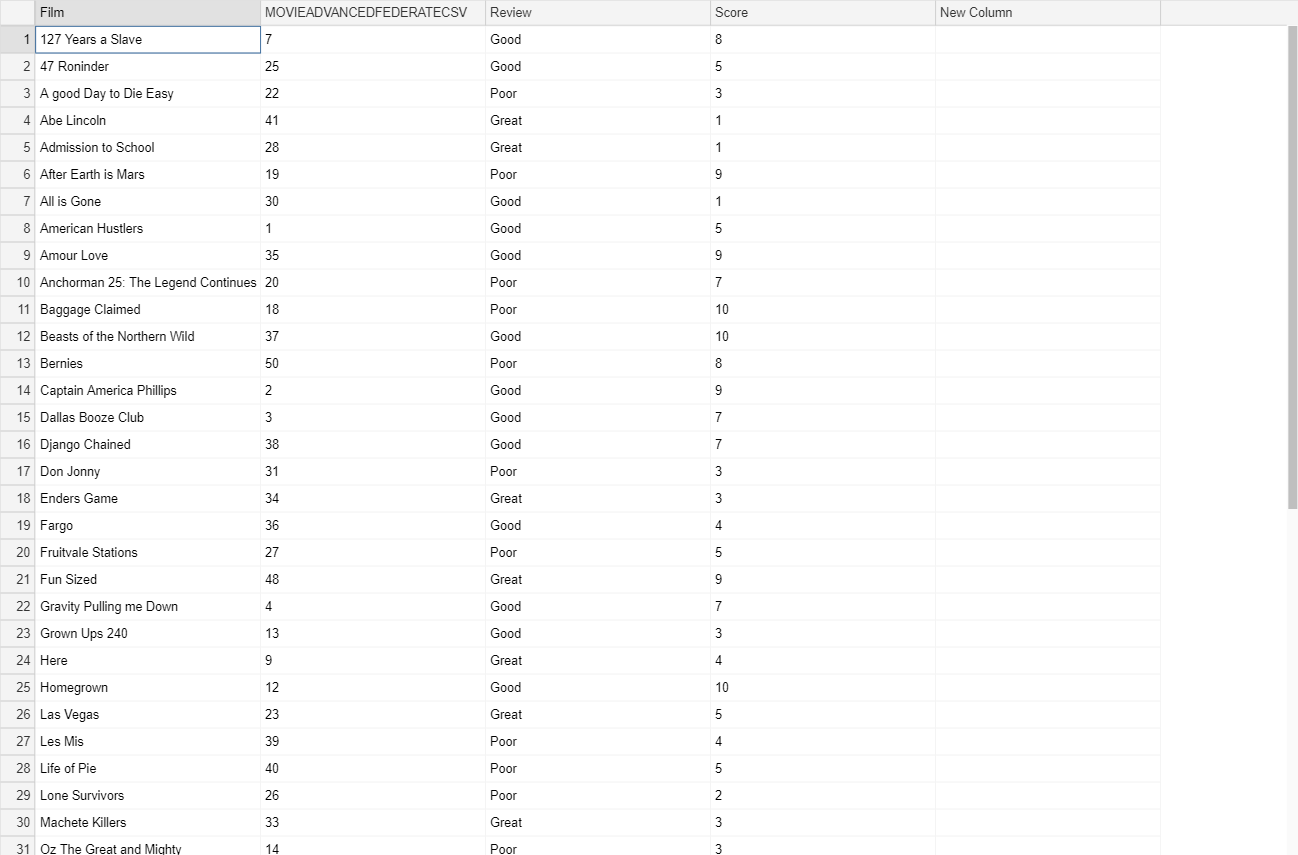 Film MOVIEADVANCEDFEDERATECSV Review Score New Column
1 127 Years a Slave 7 Good 8
2 47 Roninder 25 Good 5
3 A good Day to Die Easy 22 Poor 3
4 Abe Lincoln 41 Great 1
5 Admission to School 28 Great 1
6 After Earth is Mars 19 Poor 9
7 All is Gone 30 Good 1
8 American Hustlers 1 Good 5
9 Amour Love 35 Good 9
10 Anchorman 25: The Legend Continues 20 Poor 7
11 Baggage Claimed 18 Poor 10
12 Beasts of the Northern Wild 37 Good 10
13 Bernies 50 Poor 8
14 Captain America Phillips 2 Good 9
15 Dallas Booze Club 3 Good 7
16 Django Chained 38 Good 7
17 Don Jonny 31 Poor 3
18 Enders Game 34 Great 3
19 Fargo 36 Good 4
20 Fruitvale Stations 27 Poor 5
21 Fun Sized 48 Great 9
22 Gravity Pulling me Down 4 Good 7
23 Grown Ups 240 13 Good 3
24 Here 9 Great 4
25 Homegrown 12 Good 10
26 Las Vegas 23 Great 5
27 Les Mis 39 Poor 4
28 Life of Pie 40 Poor 5
29 Lone Survivors 26 Poor 2
30 Machete Killers 33 Great 3
31 Oz The Great and Mighty 14 Poor 3